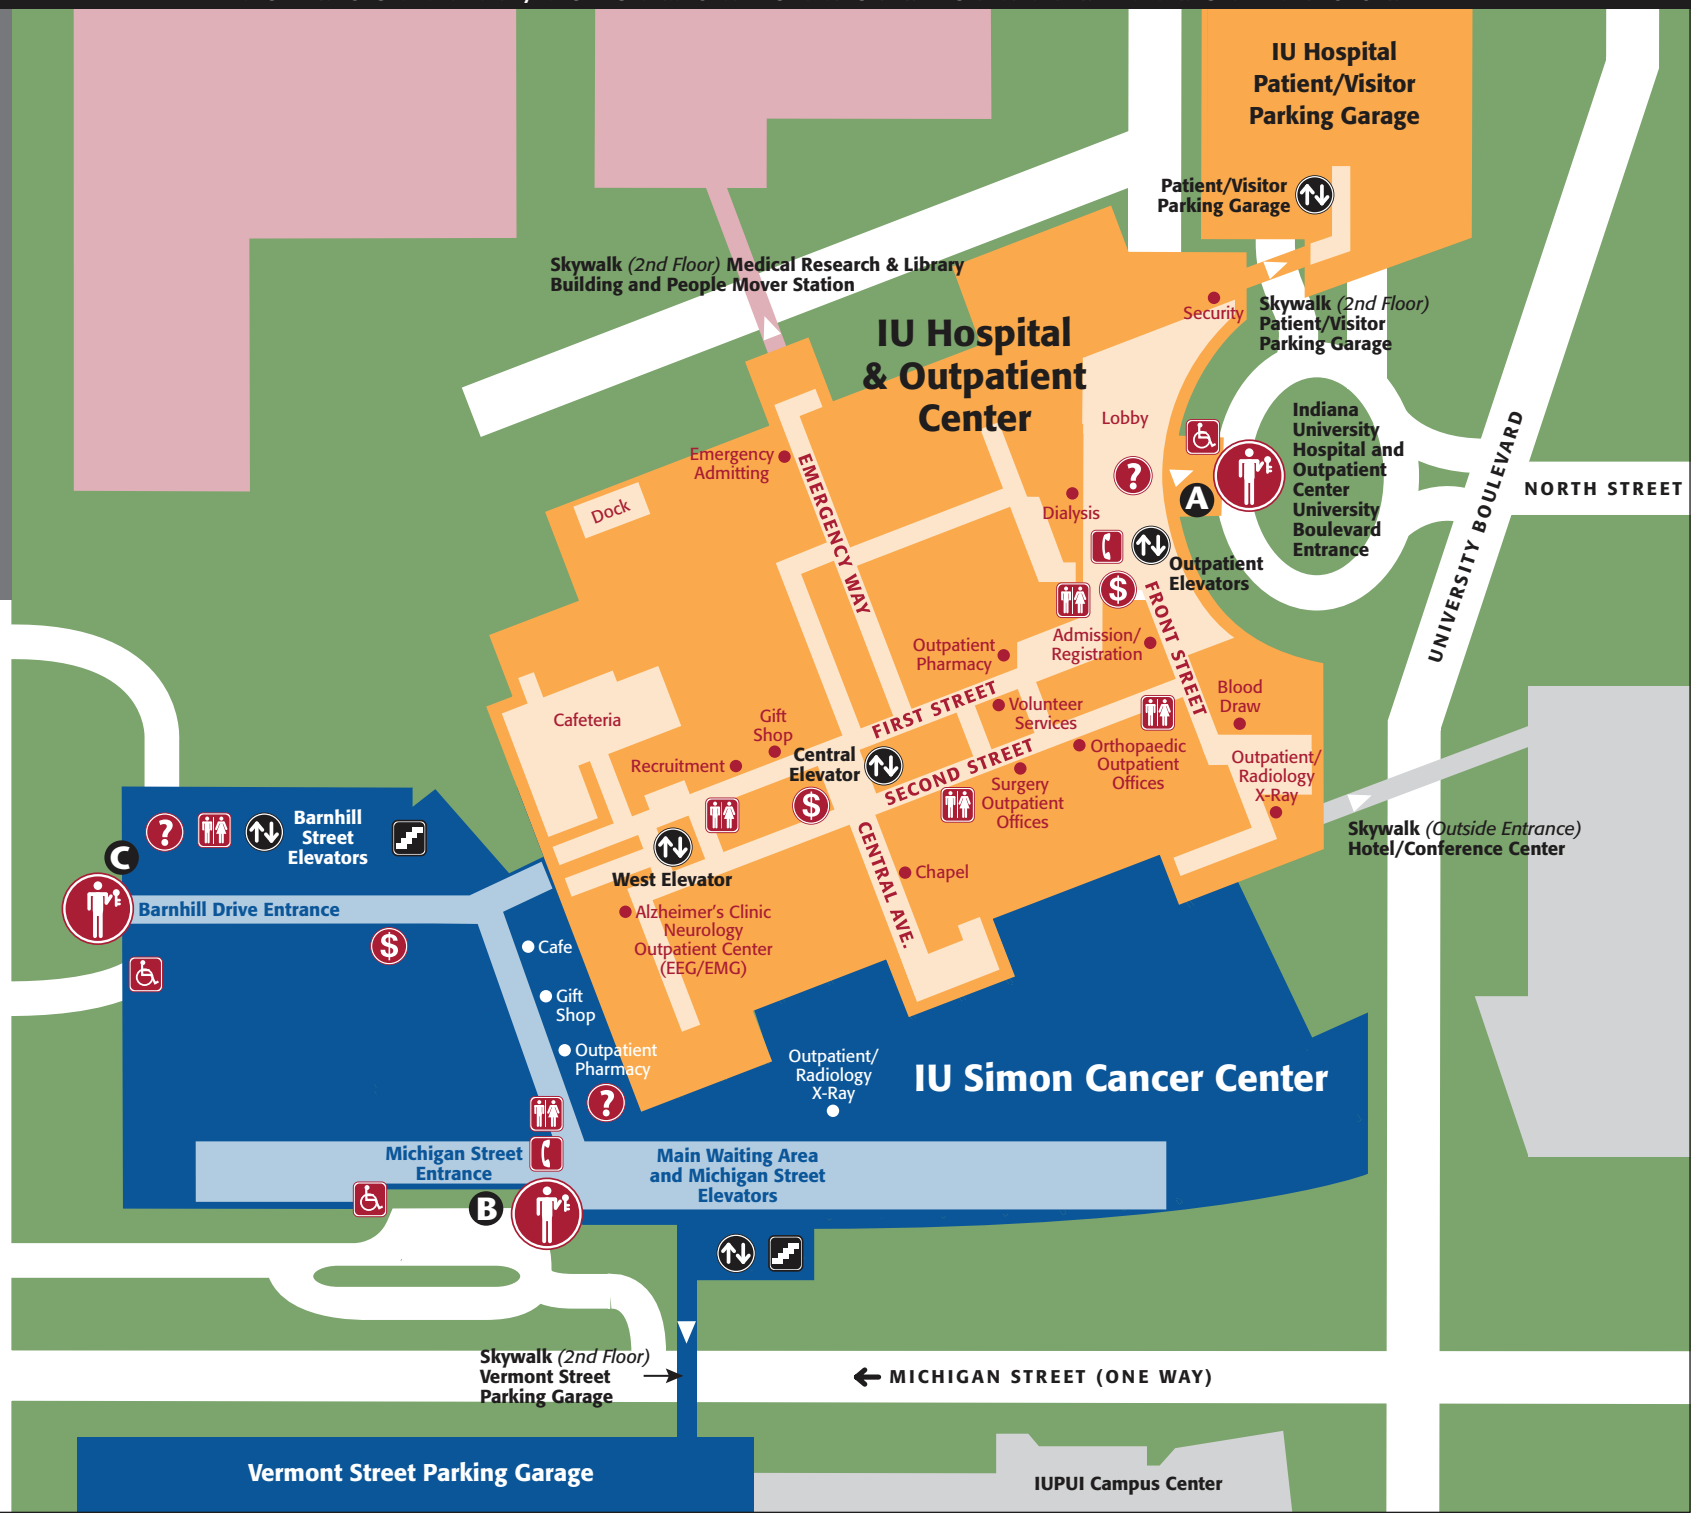 IU Hospital
Patient/Visitor
Parking Garage
Patient/Visitor
Parking Garage
Skywalk (2nd Floor) Medical Research & Library
Building and People Mover Station
Security
Skywalk (2nd Floor)
Patient/Visitor
Parking Garage
IU Hospital
& Outpatient
Center
Lobby
Indiana
University
Hospital and
Outpatient
Center
University
Boulevard
Entrance
A
?
UNIVERSITY BOULEVARD
NORTH STREET
Emergency
Admitting
EMERGENCY WAY
Dock
Dialysis
Outpatient
Elevators
$
FRONT STREET
Admission/
Registration
Outpatient
Pharmacy
FIRST STREET
Volunteer
Services
Blood
Draw
Cafeteria
Gift
Shop
Recruitment
Central
Elevator
$
SECOND STREET
Orthopaedic
Outpatient
Offices
Surgery
Outpatient
Offices
Outpatient/
Radiology
X-Ray
Skywalk (Outside Entrance)
Hotel/Conference Center
?
Barnhill
Street
Elevators
C
Barnhill Drive Entrance
$
West Elevator
CENTRAL AVE.
Chapel
Alzheimer's Clinic
Neurology
Outpatient Center
(EEG/EMG)
Cafe
Gift
Shop
Outpatient
Pharmacy
?
Outpatient/
Radiology
X-Ray
IU Simon Cancer Center
Michigan Street
Entrance
Main Waiting Area
and Michigan Street
Elevators
B
Skywalk (2nd Floor)
Vermont Street
Parking Garage
MICHIGAN STREET (ONE WAY)
Vermont Street Parking Garage
IUPUI Campus Center